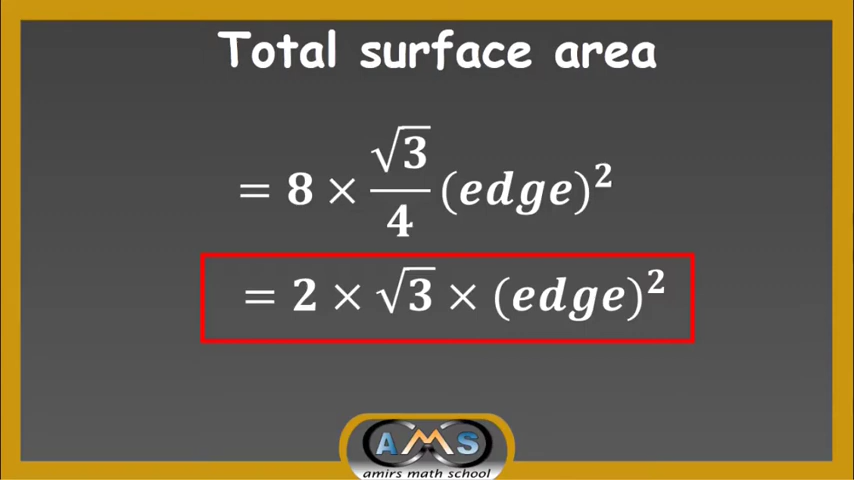 Total surface area
= 8 × √3/4 (edge)²
= 2 × √3 × (edge)²
AMS
amirs math school